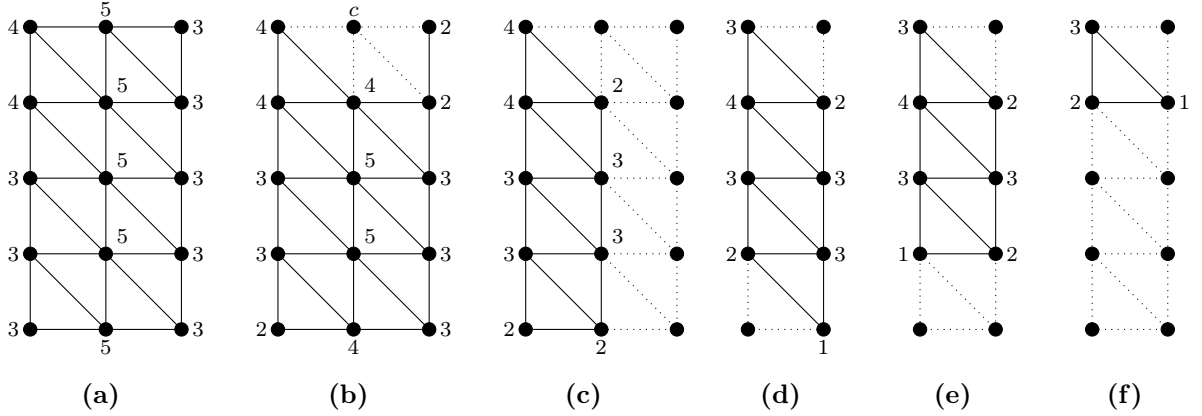 5 c
4 3 4 2 4 3 3 3
5 4 2
4 3 4 2 4 4 2 4 2 2 1
5 5 3
3 3 3 3 3 3 3 3 3
5 5 3
3 3 3 3 3 2 3 1 2
3 3 2 3 2
5 4 2 1
(a) (b) (c) (d) (e) (f)